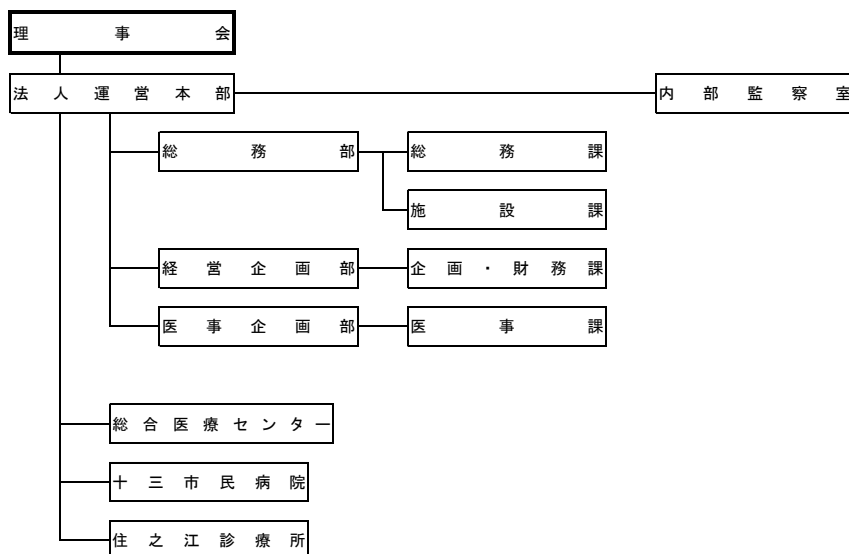 理事会
法人運営本部 内部監察室
総務部 総務課
施設課
経営企画部 企画・財務課
医事企画部 医事課
総合医療センター
十三市民病院
住之江診療所